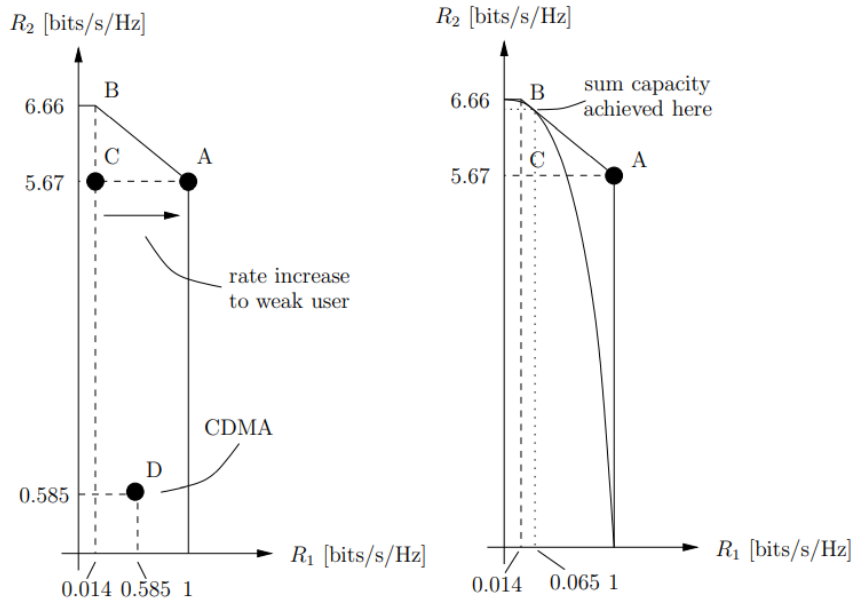 R₂ [bits/s/Hz]
B
6.66
C
A
5.67
rate increase
to weak user
CDMA
D
0.585
R₁ [bits/s/Hz]
0.014 0.585 1
R₂ [bits/s/Hz]
sum capacity
achieved here
B
6.66
C
A
5.67
R₁ [bits/s/Hz]
0.014 0.065 1